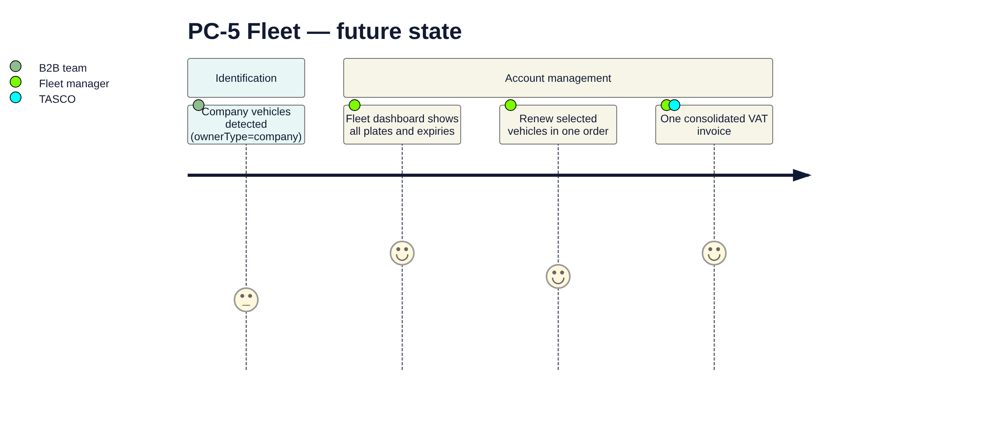 PC-5 Fleet — future state
B2B team
Fleet manager
TASCO
Identification
Account management
Company vehicles
detected
(ownerType=company)
Fleet dashboard shows
all plates and expiries
Renew selected
vehicles in one order
One consolidated VAT
invoice